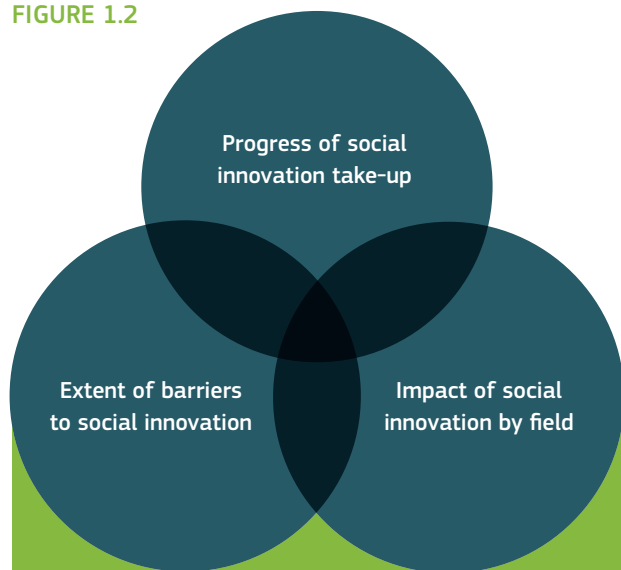 FIGURE 1.2
Progress of social
innovation take-up
Extent of barriers
to social innovation
Impact of social
innovation by field